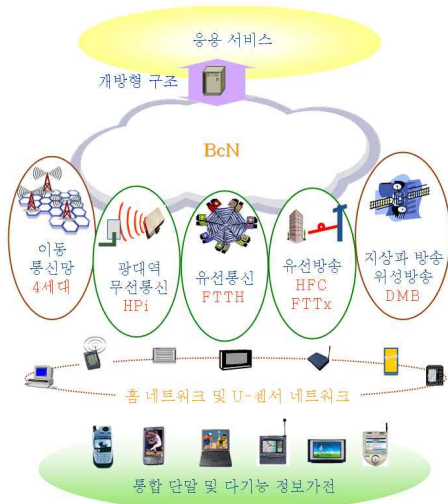 응용 서비스
개방형 구조
BcN
이동
통신망
4세대
광대역
무선통신
HPi
유선통신
FTTH
유선방송
HFC
FTTx
지상파 방송
위성방송
DMB
홈 네트워크 및 U-센서 네트워크
통합 단말 및 다기능 정보가전